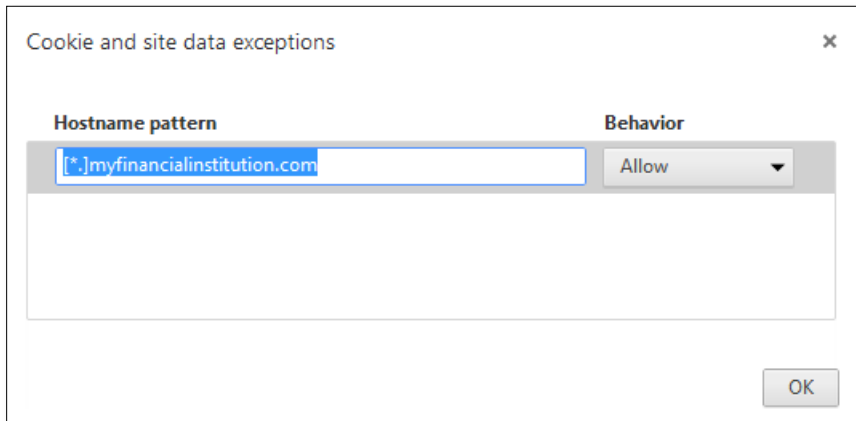 Cookie and site data exceptions
Hostname pattern Behavior
[*.]myfinancialinstitution.com Allow
OK